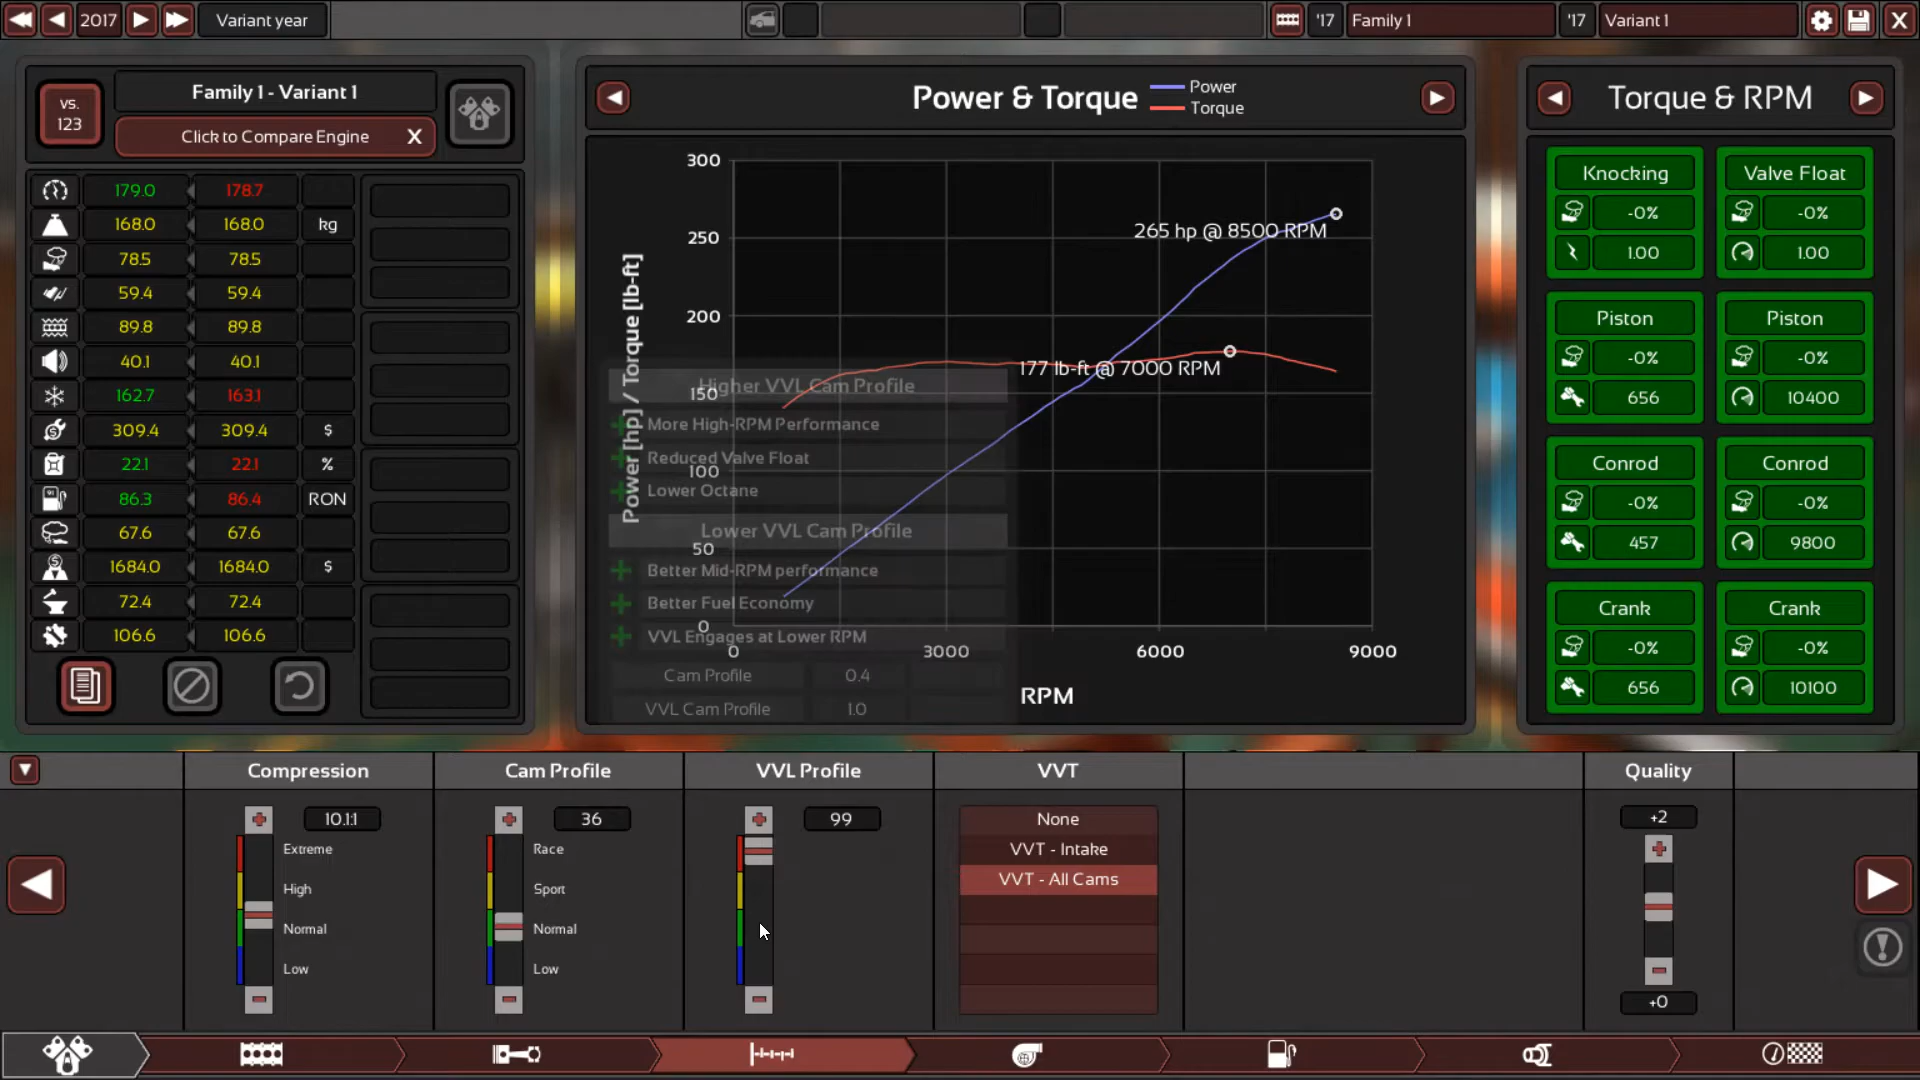 2017
Variant year
'17
Family 1
'17
Variant 1
X
vs.
123
Family 1 - Variant 1
Click to Compare Engine
X
179.0 178.7
168.0 168.0 kg
78.5 78.5
59.4 59.4
89.8 89.8
40.1 40.1
162.7 163.1
309.4 309.4 $
22.1 22.1 %
86.3 86.4 RON
67.6 67.6
1684.0 1684.0 $
72.4 72.4
106.6 106.6
Power & Torque
Power
Torque
Power [hp] / Torque [lb-ft]
300
250
200
150
100
50
0
265 hp @ 8500 RPM
177 lb-ft @ 7000 RPM
0 3000 6000 9000
RPM
Higher VVL Cam Profile
More High-RPM Performance
Reduced Valve Float
Lower Octane
Lower VVL Cam Profile
Better Mid-RPM performance
Better Fuel Economy
VVL Engages at Lower RPM
Cam Profile 0.4
VVL Cam Profile 1.0
Torque & RPM
Knocking
-0%
1.00
Valve Float
-0%
1.00
Piston
-0%
656
Piston
-0%
10400
Conrod
-0%
457
Conrod
-0%
9800
Crank
-0%
656
Crank
-0%
10100
Compression
10.1:1
Extreme
High
Normal
Low
Cam Profile
36
Race
Sport
Normal
Low
VVL Profile
99
VVT
None
VVT - Intake
VVT - All Cams
Quality
+2
+0